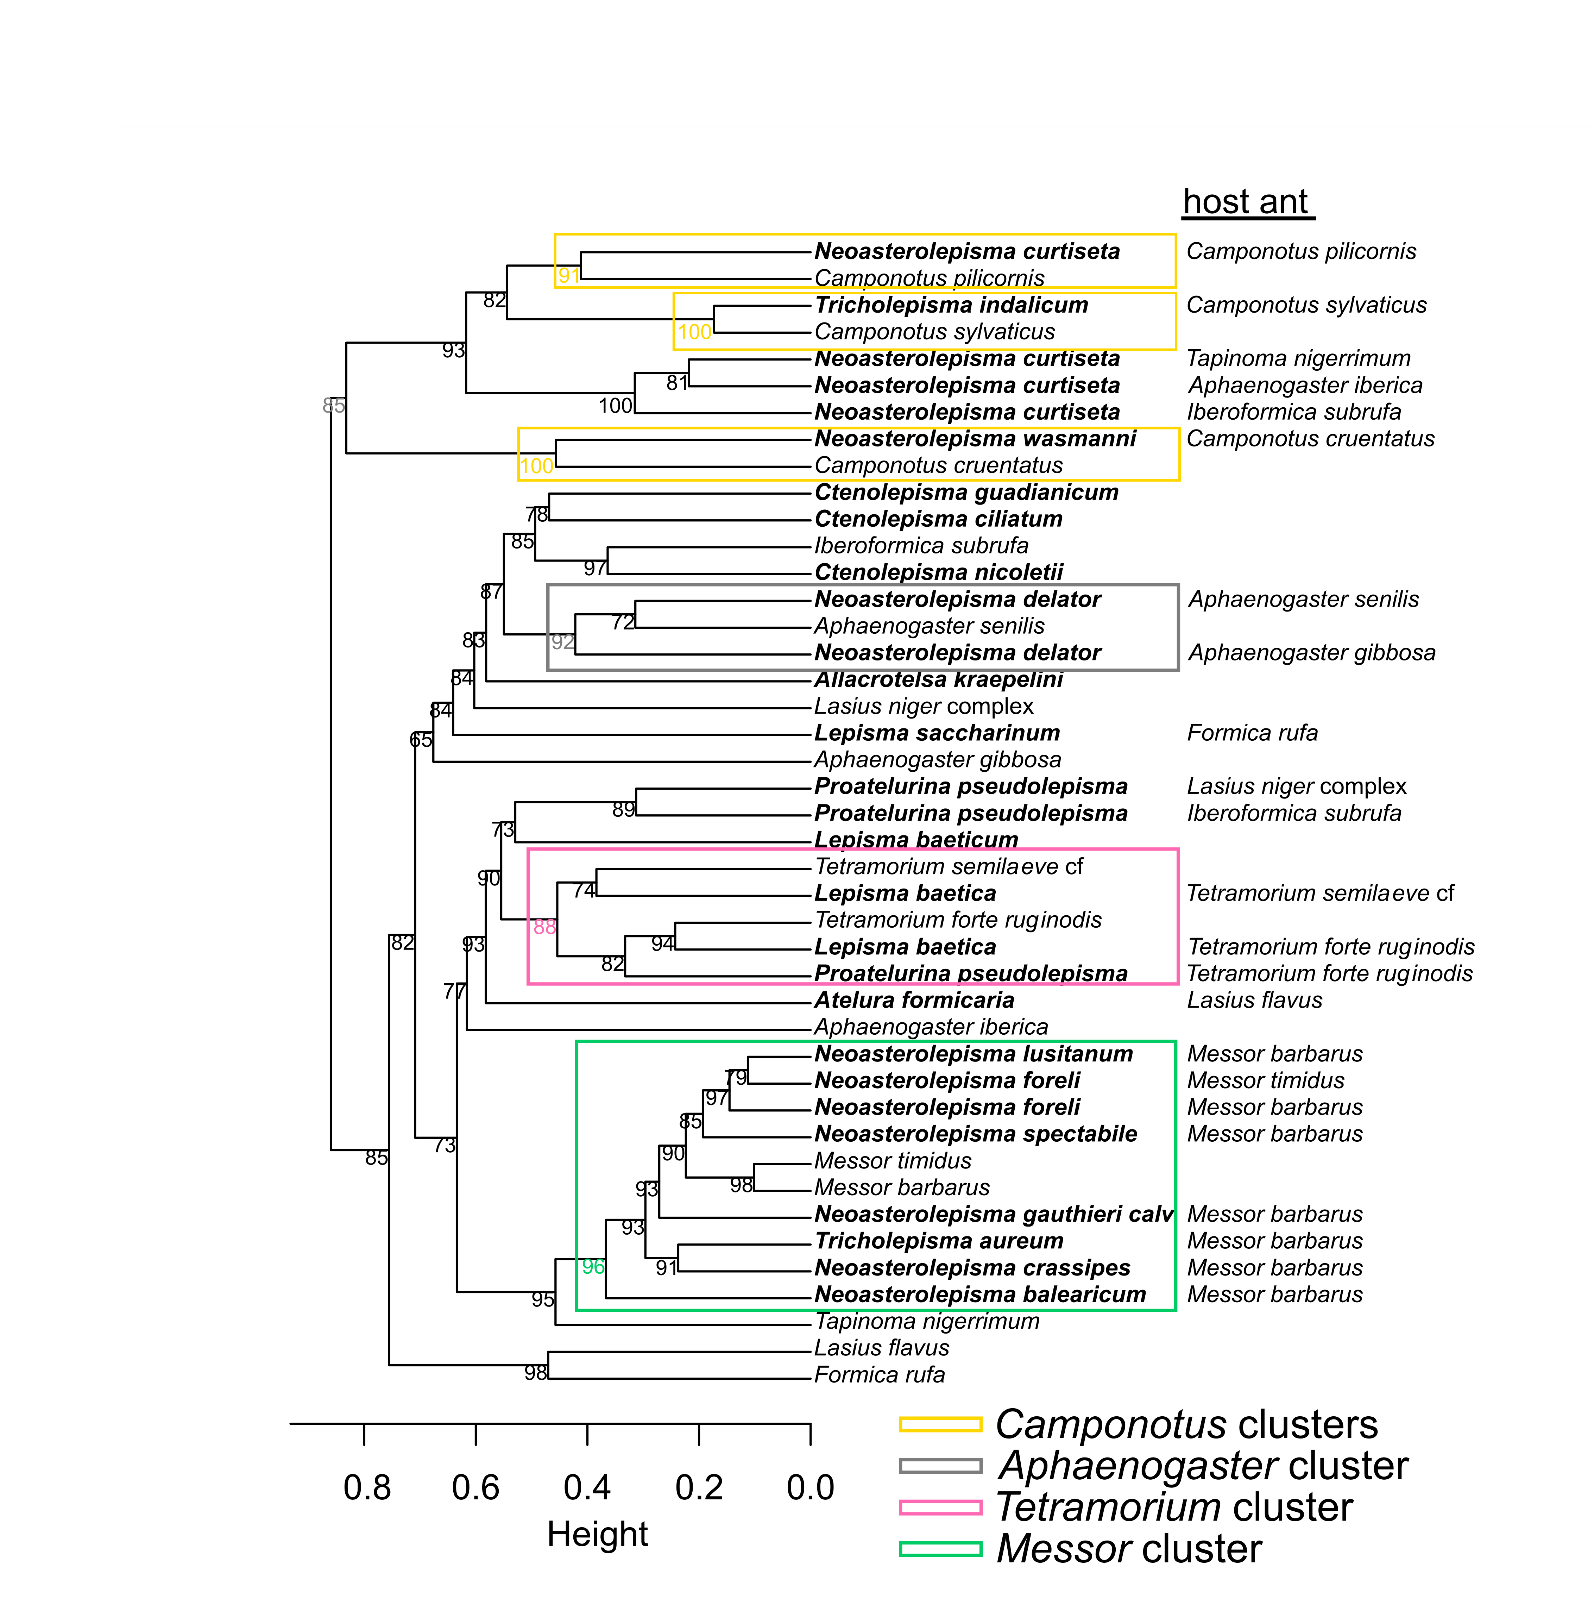 host ant
Neoasterolepisma curtiseta Camponotus pilicornis
91 Camponotus pilicornis
82
Tricholepisma indalicum Camponotus sylvaticus
100 Camponotus sylvaticus
93
Neoasterolepisma curtiseta Tapinoma nigerrimum
81 Neoasterolepisma curtiseta Aphaenogaster iberica
85 100 Neoasterolepisma curtiseta Iberoformica subrufa
Neoasterolepisma wasmanni Camponotus cruentatus
100 Camponotus cruentatus
Ctenolepisma guadianicum
78 Ctenolepisma ciliatum
85 Iberoformica subrufa
97 Ctenolepisma nicoletii
87 Neoasterolepisma delator Aphaenogaster senilis
72 Aphaenogaster senilis
83 92 Neoasterolepisma delator Aphaenogaster gibbosa
84 Allacrotelsa kraepelini
84 Lasius niger complex
65 Lepisma saccharinum Formica rufa
Aphaenogaster gibbosa
Proatelurina pseudolepisma Lasius niger complex
89 Proatelurina pseudolepisma Iberoformica subrufa
73 Lepisma baeticum
90 Tetramorium semilaeve cf
74 Lepisma baetica Tetramorium semilaeve cf
88 Tetramorium forte ruginodis
82 93 94 Lepisma baetica Tetramorium forte ruginodis
82 Proatelurina pseudolepisma Tetramorium forte ruginodis
77 Atelura formicaria Lasius flavus
Aphaenogaster iberica
Neoasterolepisma lusitanum Messor barbarus
79 Neoasterolepisma foreli Messor timidus
97 Neoasterolepisma foreli Messor barbarus
85 Neoasterolepisma spectabile Messor barbarus
85 73 90 Messor timidus
93 98 Messor barbarus
93 Neoasterolepisma gauthieri calv Messor barbarus
Tricholepisma aureum Messor barbarus
96 91 Neoasterolepisma crassipes Messor barbarus
95 Neoasterolepisma balearicum Messor barbarus
Tapinoma nigerrimum
Lasius flavus
98 Formica rufa
0.8 0.6 0.4 0.2 0.0
Height
Camponotus clusters
Aphaenogaster cluster
Tetramorium cluster
Messor cluster